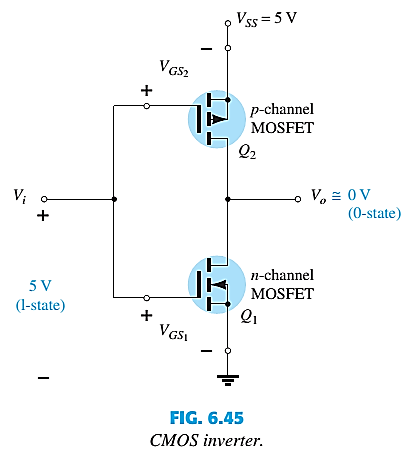 V_SS = 5 V
−
V_GS2
+
p-channel
MOSFET
Q2
V_i
+
V_o ≅ 0 V
(0-state)
5 V
(l-state)
n-channel
MOSFET
+
V_GS1
Q1
−
−
FIG. 6.45
CMOS inverter.